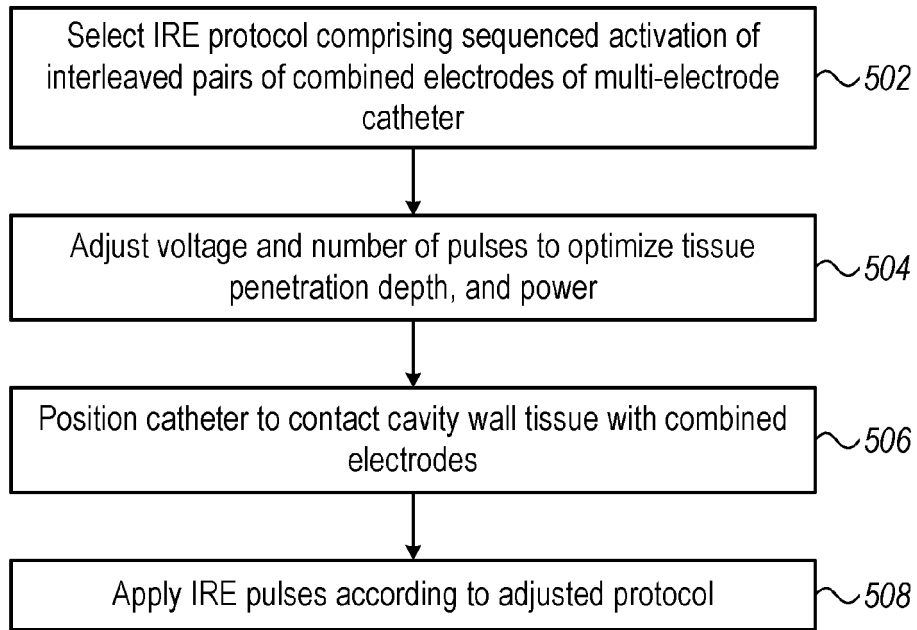 Select IRE protocol comprising sequenced activation of
interleaved pairs of combined electrodes of multi-electrode
catheter
502
Adjust voltage and number of pulses to optimize tissue
penetration depth, and power
504
Position catheter to contact cavity wall tissue with combined
electrodes
506
Apply IRE pulses according to adjusted protocol
508